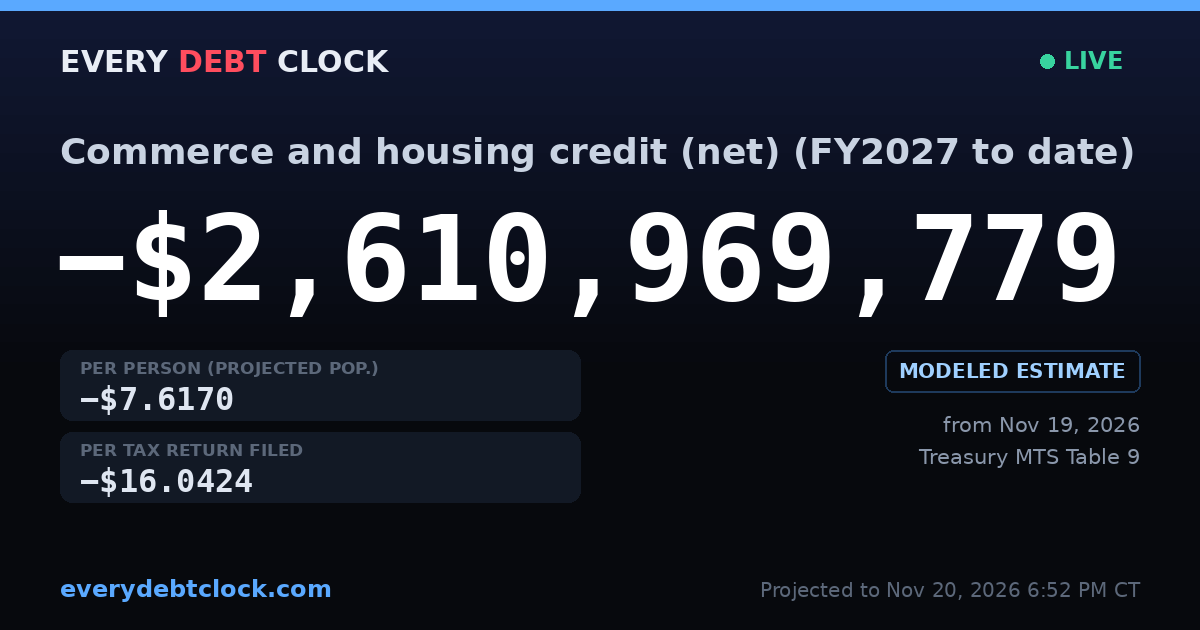 EVERY DEBT CLOCK
LIVE
Commerce and housing credit (net) (FY2027 to date)
−$2,610,969,779
PER PERSON (PROJECTED POP.)
−$7.6170
PER TAX RETURN FILED
−$16.0424
MODELED ESTIMATE
from Nov 19, 2026
Treasury MTS Table 9
everydebtclock.com
Projected to Nov 20, 2026 6:52 PM CT